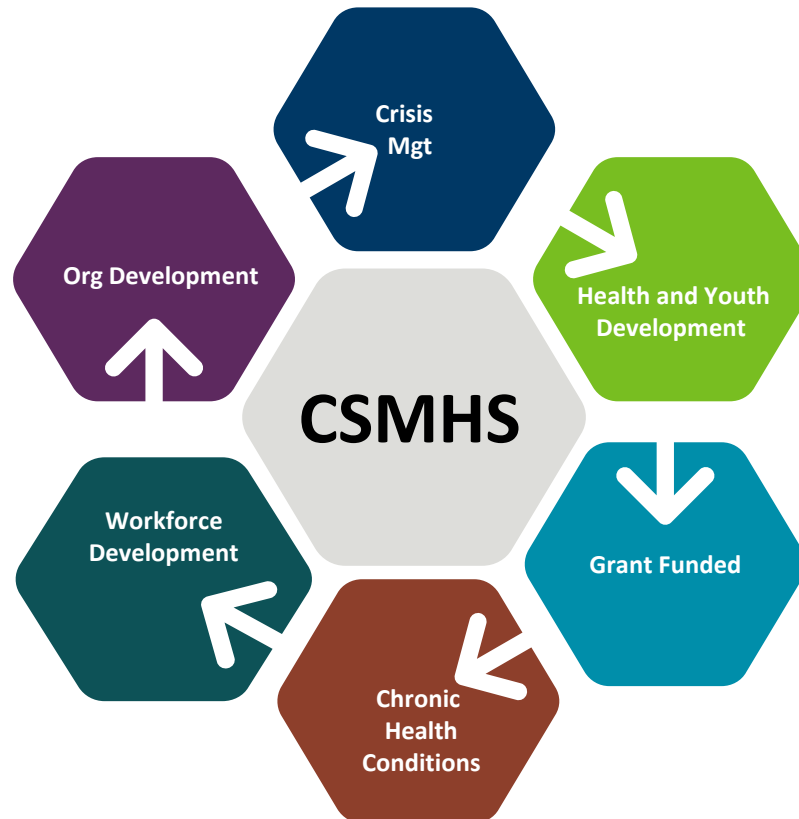 Crisis
Mgt
Health and Youth
Development
Org Development
CSMHS
Workforce
Development
Grant Funded
Chronic
Health
Conditions